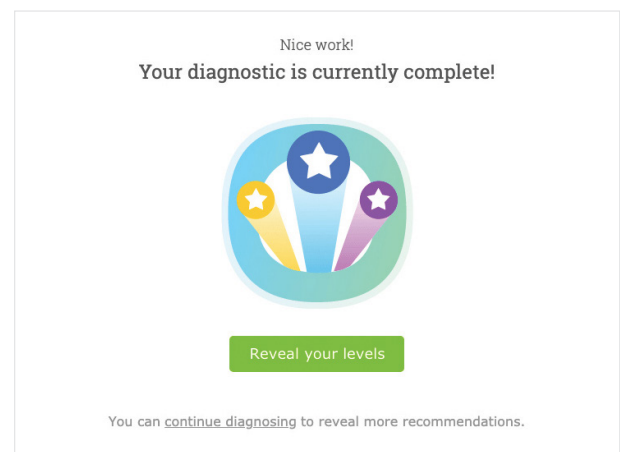 Nice work!
Your diagnostic is currently complete!
Reveal your levels
You can continue diagnosing to reveal more recommendations.